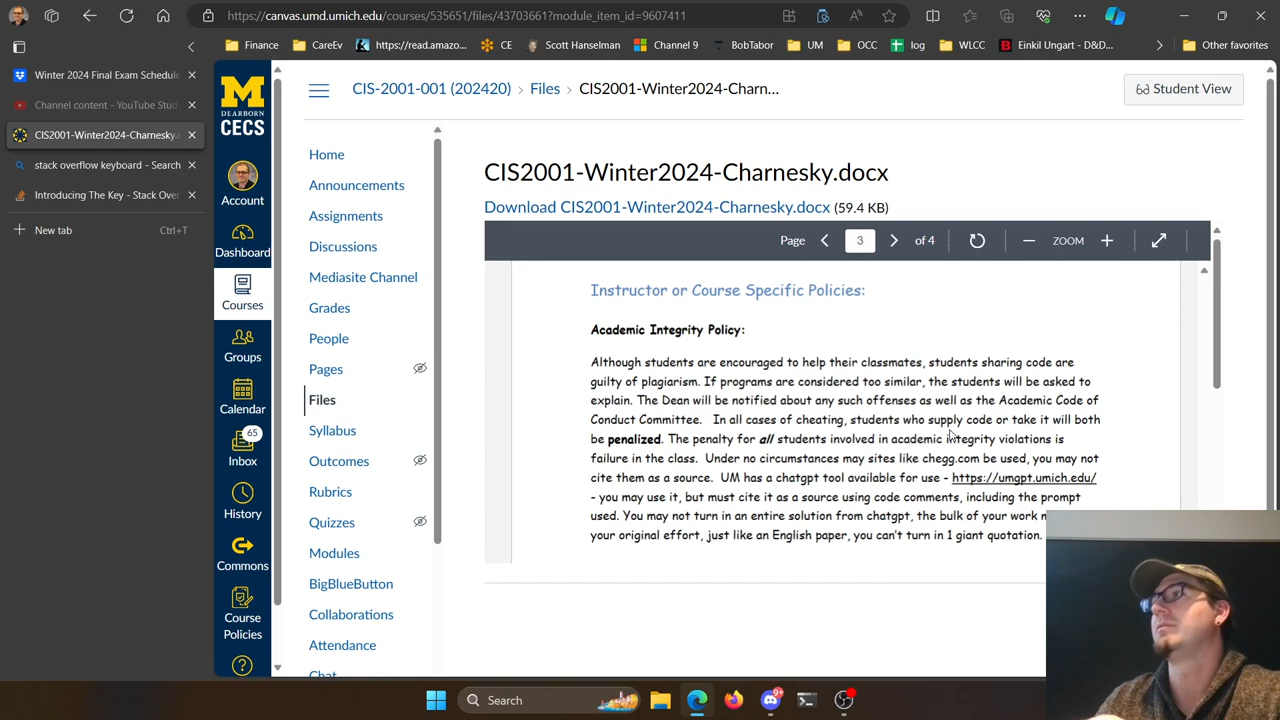 https://canvas.umd.umich.edu/courses/535651/files/43703661?module_item_id=9607411
Finance
CareEv
https://read.amazo...
CE
Scott Hanselman
Channel 9
BobTabor
UM
OCC
log
WLCC
Einkil Ungart - D&D...
Other favorites
Winter 2024 Final Exam Schedule
Channel content - YouTube Stud
CIS2001-Winter2024-Charnesky.
stack overflow keyboard - Search
Introducing The Key - Stack Over
New tab
Ctrl+T
M
DEARBORN
CECS
Account
Dashboard
Courses
Groups
Calendar
65
Inbox
History
Commons
Course
Policies
CIS-2001-001 (202420) › Files › CIS2001-Winter2024-Charn...
Student View
Home
Announcements
Assignments
Discussions
Mediasite Channel
Grades
People
Pages
Files
Syllabus
Outcomes
Rubrics
Quizzes
Modules
BigBlueButton
Collaborations
Attendance
Chat
CIS2001-Winter2024-Charnesky.docx
Download CIS2001-Winter2024-Charnesky.docx (59.4 KB)
Page 3 of 4 ZOOM
Instructor or Course Specific Policies:
Academic Integrity Policy:
Although students are encouraged to help their classmates, students sharing code are
guilty of plagiarism. If programs are considered too similar, the students will be asked to
explain. The Dean will be notified about any such offenses as well as the Academic Code of
Conduct Committee. In all cases of cheating, students who supply code or take it will both
be penalized. The penalty for all students involved in academic integrity violations is
failure in the class. Under no circumstances may sites like chegg.com be used, you may not
cite them as a source. UM has a chatgpt tool available for use - https://umgpt.umich.edu/
- you may use it, but must cite it as a source using code comments, including the prompt
used. You may not turn in an entire solution from chatgpt, the bulk of your work
your original effort, just like an English paper, you can't turn in 1 giant quotation.
Search
9+